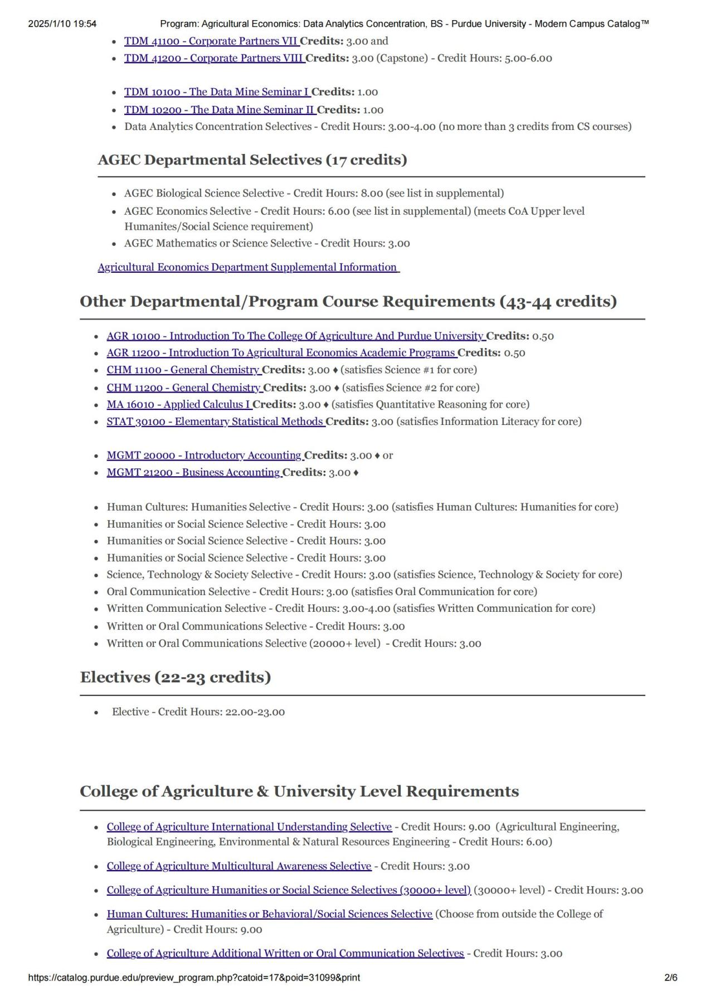 2025/1/10 19:54 Program: Agricultural Economics: Data Analytics Concentration, BS - Purdue University - Modern Campus Catalog™
• TDM 41100 - Corporate Partners VII Credits: 3.00 and
• TDM 41200 - Corporate Partners VIII Credits: 3.00 (Capstone) - Credit Hours: 5.00-6.00
• TDM 10100 - The Data Mine Seminar I Credits: 1.00
• TDM 10200 - The Data Mine Seminar II Credits: 1.00
• Data Analytics Concentration Selectives - Credit Hours: 3.00-4.00 (no more than 3 credits from CS courses)
AGEC Departmental Selectives (17 credits)
• AGEC Biological Science Selective - Credit Hours: 8.00 (see list in supplemental)
• AGEC Economics Selective - Credit Hours: 6.00 (see list in supplemental) (meets CoA Upper level
Humanites/Social Science requirement)
• AGEC Mathematics or Science Selective - Credit Hours: 3.00
Agricultural Economics Department Supplemental Information
Other Departmental/Program Course Requirements (43-44 credits)
• AGR 10100 - Introduction To The College Of Agriculture And Purdue University Credits: 0.50
• AGR 11200 - Introduction To Agricultural Economics Academic Programs Credits: 0.50
• CHM 11100 - General Chemistry Credits: 3.00 ♦ (satisfies Science #1 for core)
• CHM 11200 - General Chemistry Credits: 3.00 ♦ (satisfies Science #2 for core)
• MA 16010 - Applied Calculus I Credits: 3.00 ♦ (satisfies Quantitative Reasoning for core)
• STAT 30100 - Elementary Statistical Methods Credits: 3.00 (satisfies Information Literacy for core)
• MGMT 20000 - Introductory Accounting Credits: 3.00 ♦ or
• MGMT 21200 - Business Accounting Credits: 3.00 ♦
• Human Cultures: Humanities Selective - Credit Hours: 3.00 (satisfies Human Cultures: Humanities for core)
• Humanities or Social Science Selective - Credit Hours: 3.00
• Humanities or Social Science Selective - Credit Hours: 3.00
• Humanities or Social Science Selective - Credit Hours: 3.00
• Science, Technology & Society Selective - Credit Hours: 3.00 (satisfies Science, Technology & Society for core)
• Oral Communication Selective - Credit Hours: 3.00 (satisfies Oral Communication for core)
• Written Communication Selective - Credit Hours: 3.00-4.00 (satisfies Written Communication for core)
• Written or Oral Communications Selective - Credit Hours: 3.00
• Written or Oral Communications Selective (20000+ level) - Credit Hours: 3.00
Electives (22-23 credits)
• Elective - Credit Hours: 22.00-23.00
College of Agriculture & University Level Requirements
• College of Agriculture International Understanding Selective - Credit Hours: 9.00 (Agricultural Engineering,
Biological Engineering, Environmental & Natural Resources Engineering - Credit Hours: 6.00)
• College of Agriculture Multicultural Awareness Selective - Credit Hours: 3.00
• College of Agriculture Humanities or Social Science Selectives (30000+ level) (30000+ level) - Credit Hours: 3.00
• Human Cultures: Humanities or Behavioral/Social Sciences Selective (Choose from outside the College of
Agriculture) - Credit Hours: 9.00
• College of Agriculture Additional Written or Oral Communication Selectives - Credit Hours: 3.00
https://catalog.purdue.edu/preview_program.php?catoid=17&poid=31099&print 2/6